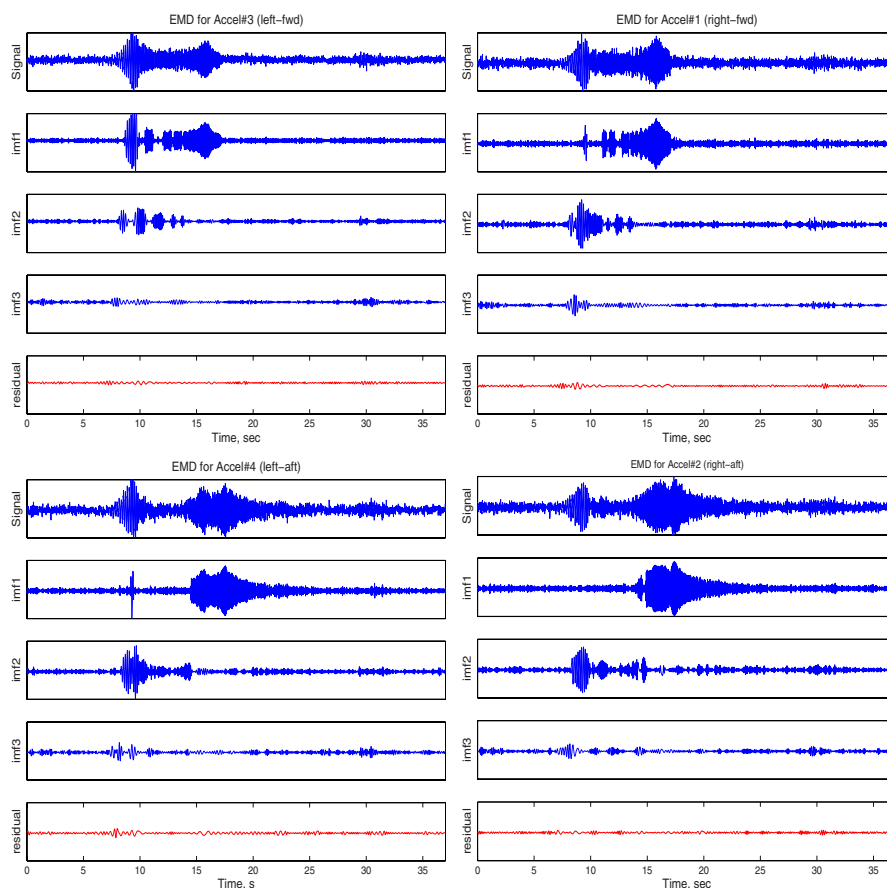 EMD for Accel#3 (left-fwd)
Signal
imf1
imf2
imf3
residual
0 5 10 15 20 25 30 35
Time, sec
EMD for Accel#1 (right-fwd)
Signal
imf1
imf2
imf3
residual
0 5 10 15 20 25 30 35
Time, sec
EMD for Accel#4 (left-aft)
Signal
imf1
imf2
imf3
residual
0 5 10 15 20 25 30 35
Time, s
EMD for Accel#2 (right-aft)
Signal
imf1
imf2
imf3
residual
0 5 10 15 20 25 30 35
Time, sec